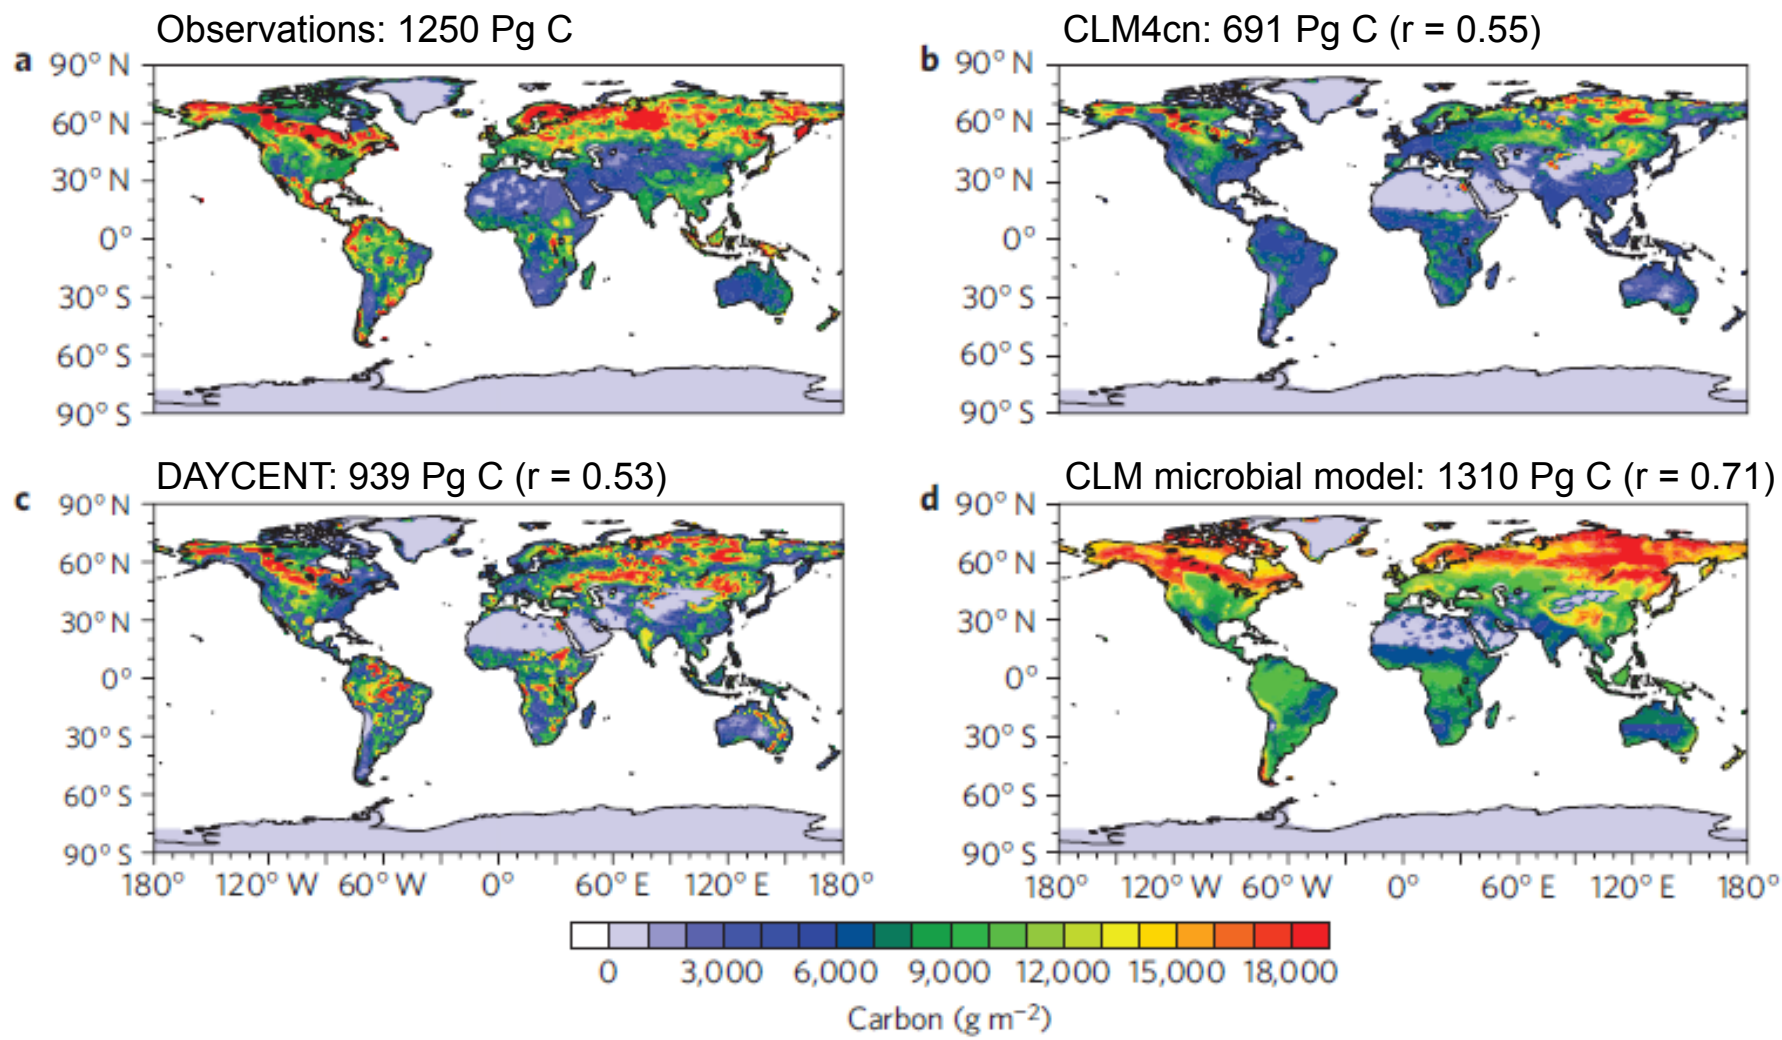 Observations: 1250 Pg C
CLM4cn: 691 Pg C (r = 0.55)
a 90° N
60° N
30° N
0°
30° S
60° S
90° S
b 90° N
60° N
30° N
0°
30° S
60° S
90° S
DAYCENT: 939 Pg C (r = 0.53)
CLM microbial model: 1310 Pg C (r = 0.71)
c 90° N
60° N
30° N
0°
30° S
60° S
90° S
180° 120° W 60° W 0° 60° E 120° E 180°
d 90° N
60° N
30° N
0°
30° S
60° S
90° S
180° 120° W 60° W 0° 60° E 120° E 180°
0 3,000 6,000 9,000 12,000 15,000 18,000
Carbon (g m⁻²)